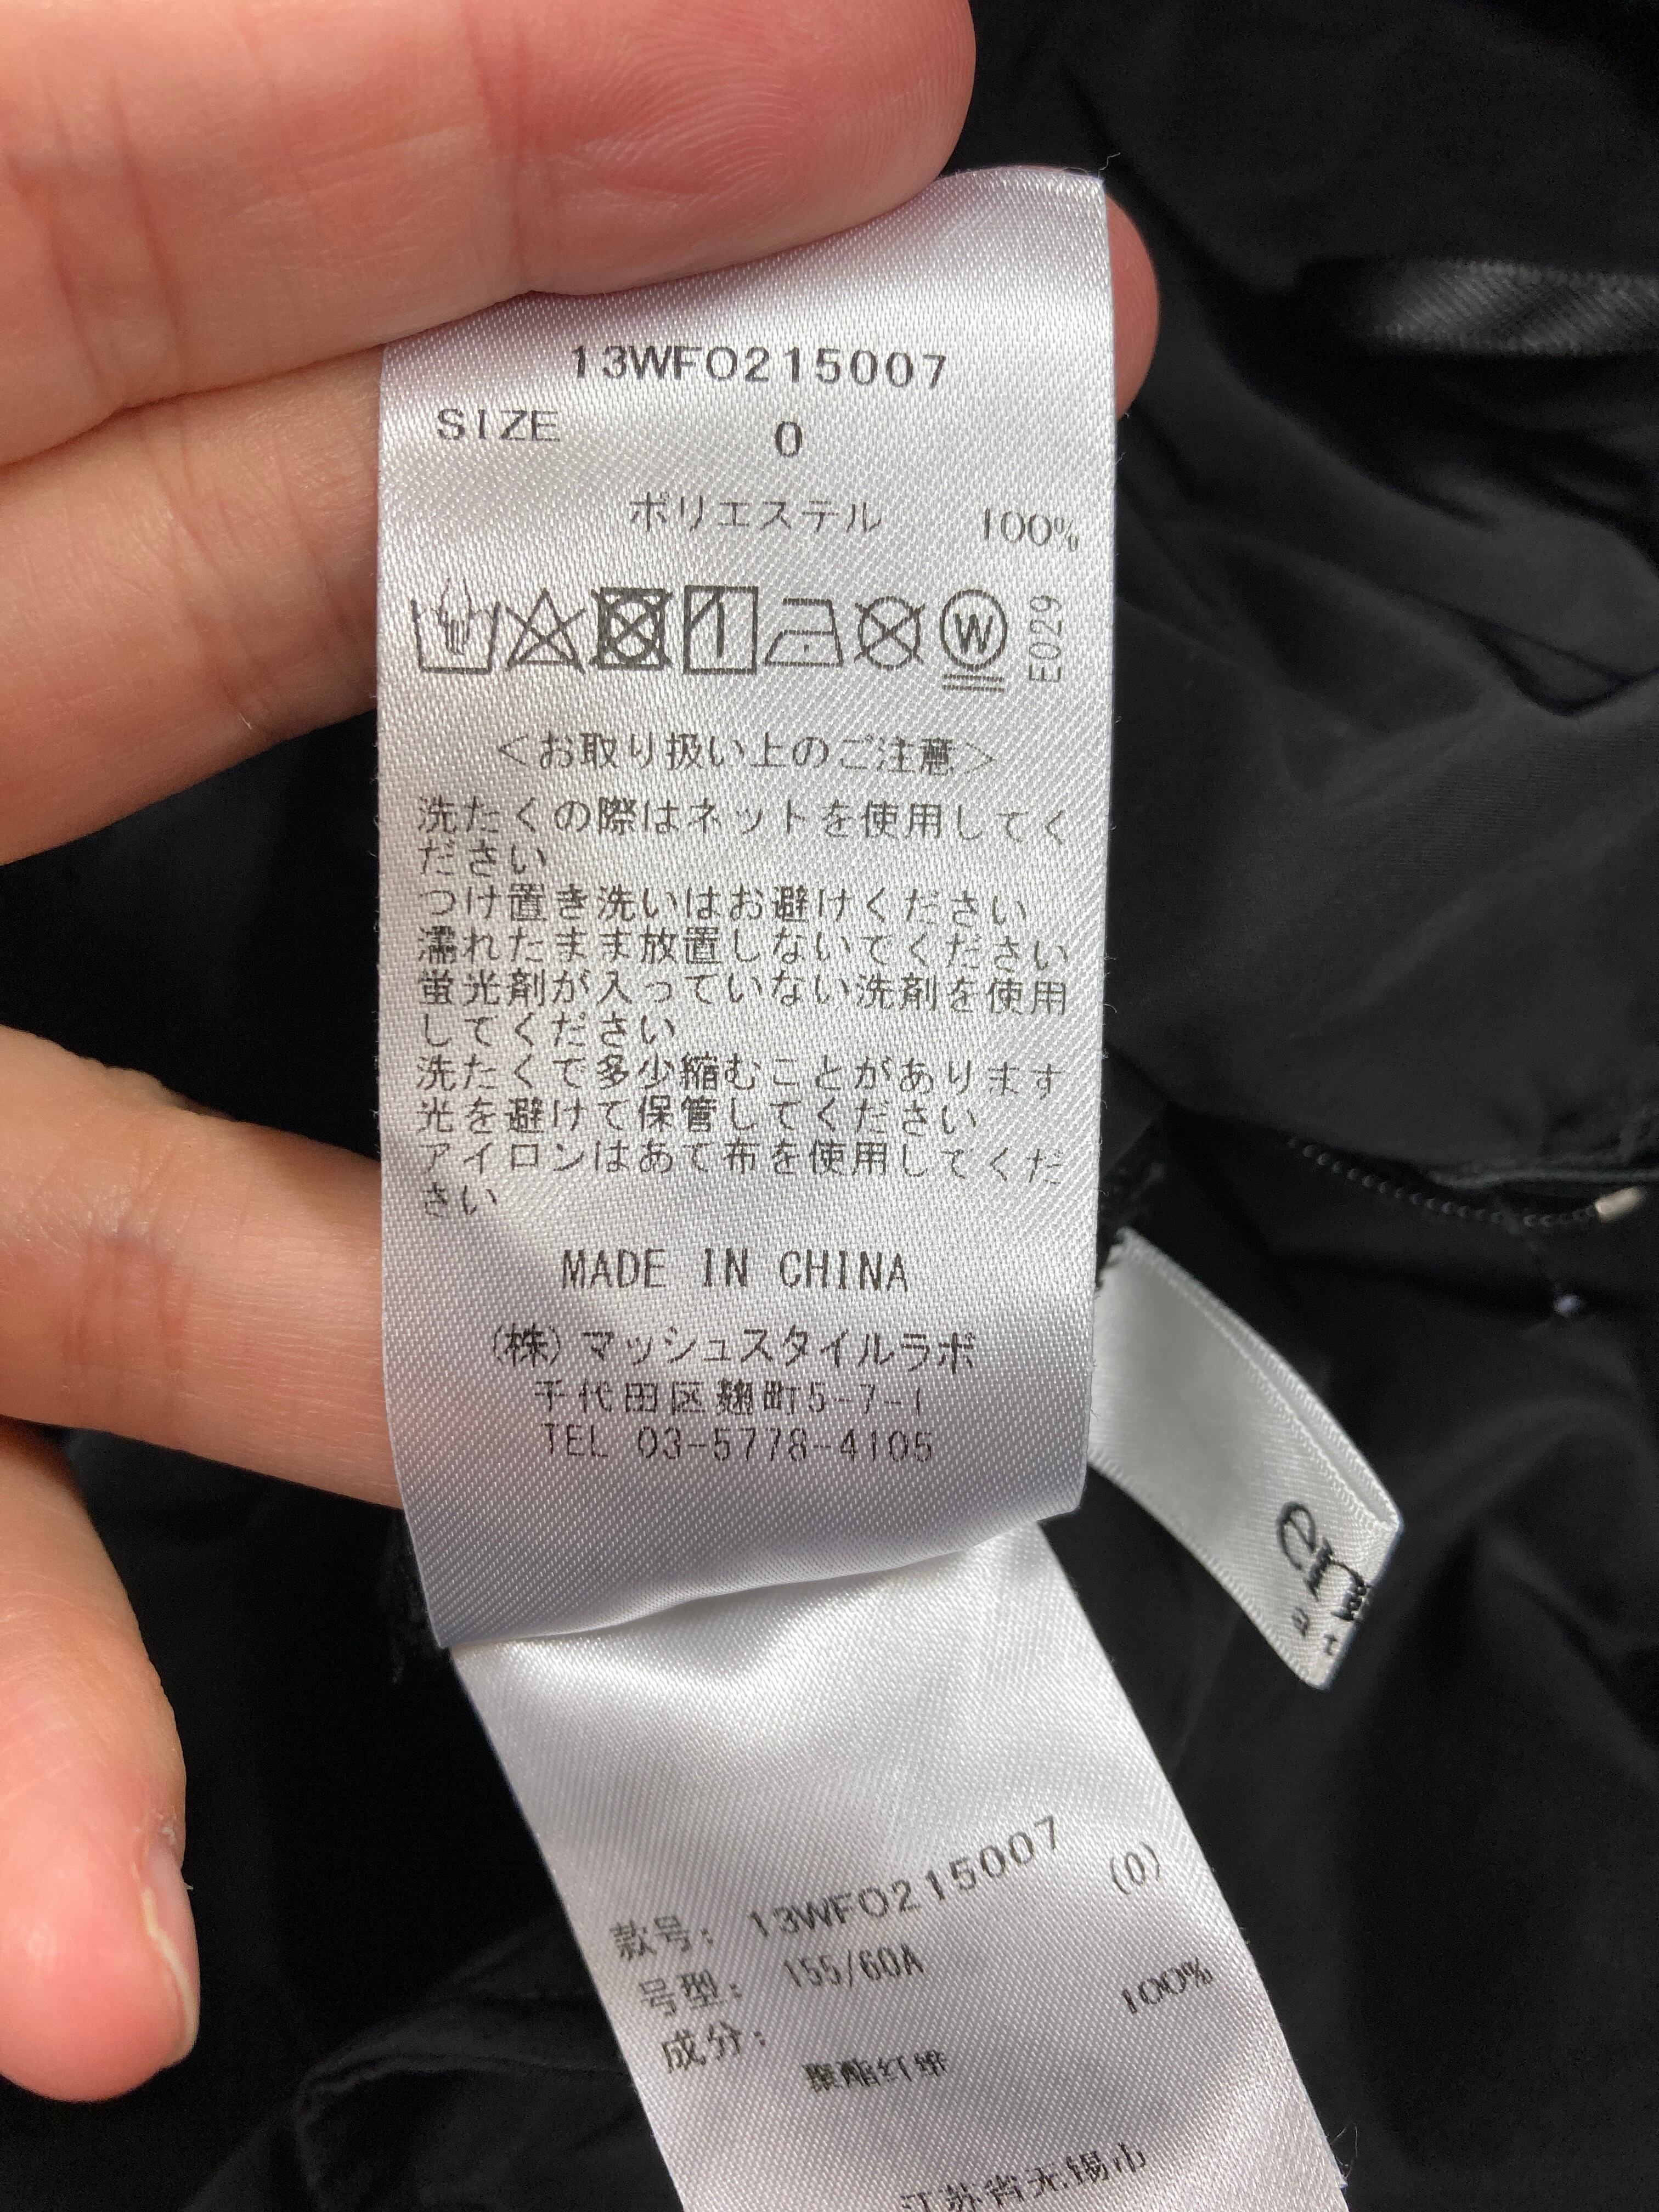 13WFO215007
SIZE 0
ポリエステル 100%
W E029
＜お取り扱い上のご注意＞
洗たくの際はネットを使用してく
ださい
つけ置き洗いはお避けください
濡れたまま放置しないでください
蛍光剤が入っていない洗剤を使用
してください
洗たくで多少縮むことがあります
光を避けて保管してください
アイロンはあて布を使用してくだ
さい
MADE IN CHINA
(株)マッシュスタイルラボ
千代田区麹町5-7-1
TEL 03-5778-4105
er
款号: 13WFO215007 (0)
号型: 155/60A
成分: 100%
聚酯纤维
江苏省无锡市